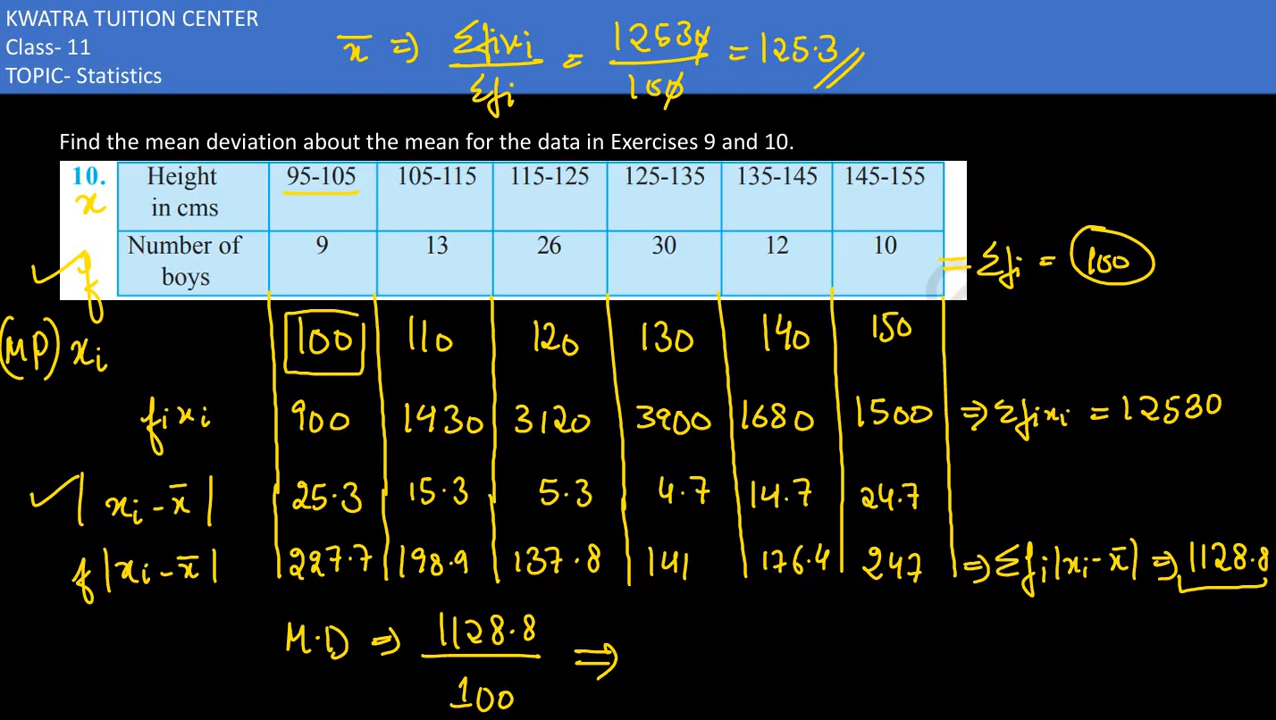 KWATRA TUITION CENTER
Class- 11
TOPIC- Statistics
x̄ ⇒ Σfixi / Σfi = 12530 / 100 = 125.3 //
Find the mean deviation about the mean for the data in Exercises 9 and 10.
10. Height in cms 95-105 105-115 115-125 125-135 135-145 145-155
x
Number of boys 9 13 26 30 12 10 = Σfi = 100
f
(MP) xi 100 110 120 130 140 150
fixi 900 1430 3120 3900 1680 1500 ⇒ Σfixi = 12530
|xi - x̄| 25.3 15.3 5.3 4.7 14.7 24.7
f|xi - x̄| 227.7 198.9 137.8 141 176.4 247 ⇒ Σfi|xi - x̄| ⇒ 1128.8
M.D ⇒ 1128.8 / 100 ⇒